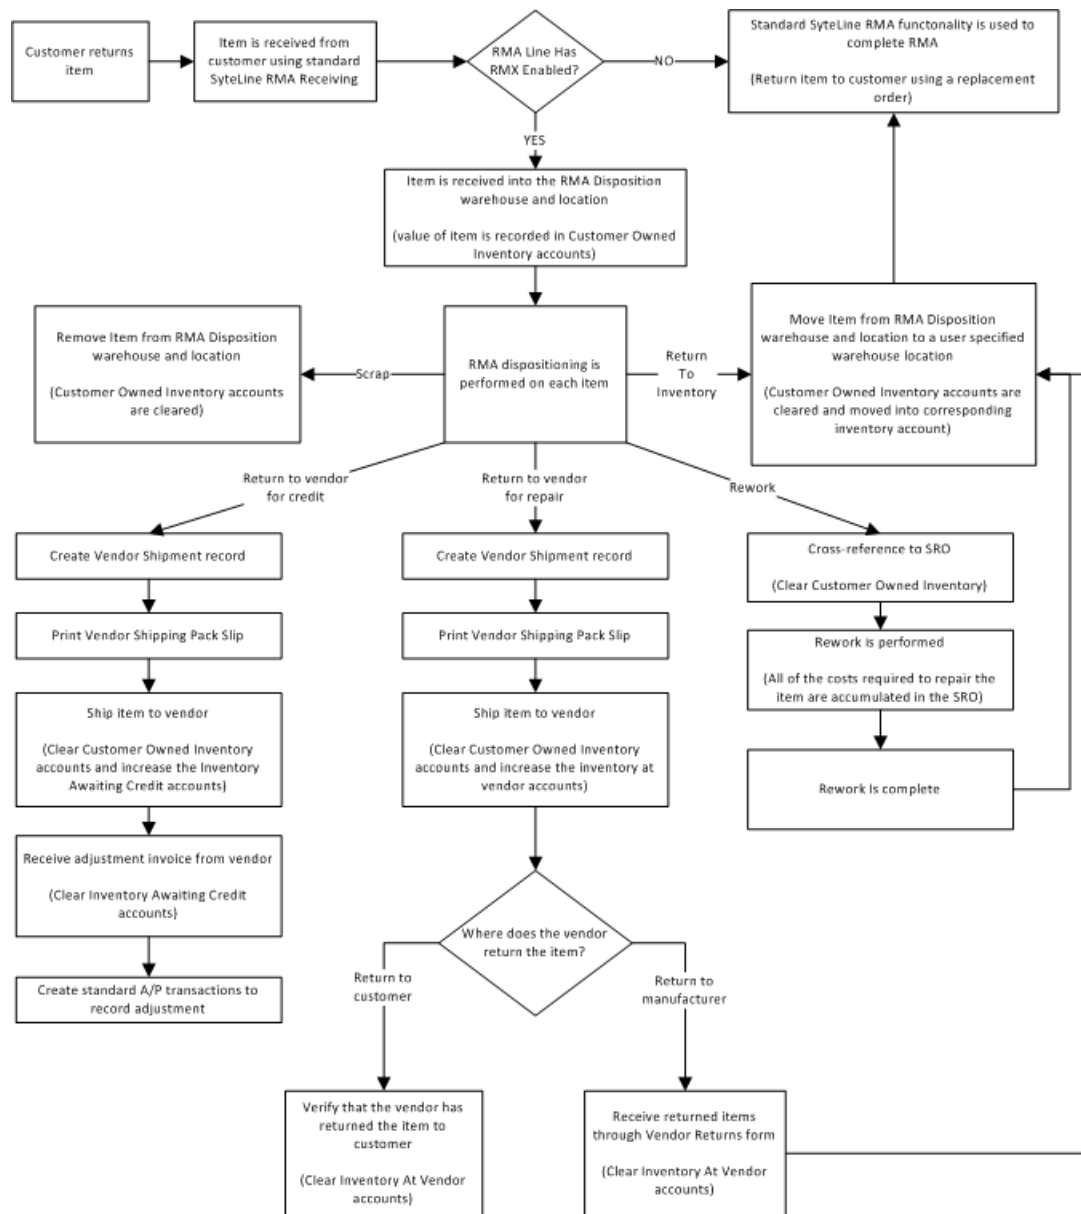 Customer returns
item
Item is received from
customer using standard
SyteLine RMA Receiving
RMA Line Has
RMX Enabled?
NO
Standard SyteLine RMA functonality is used to
complete RMA
(Return item to customer using a replacement
order)
YES
Item is received into the RMA Disposition
warehouse and location
(value of item is recorded in Customer Owned
Inventory accounts)
Remove Item from RMA Disposition
warehouse and location
(Customer Owned Inventory accounts
are cleared)
Scrap
RMA dispositioning is
performed on each item
Return
To
Inventory
Move Item from RMA Disposition
warehouse and location to a user specified
warehouse location
(Customer Owned Inventory accounts are
cleared and moved into corresponding
inventory account)
Return to vendor
for credit
Return to vendor
for repair
Rework
Create Vendor Shipment record
Print Vendor Shipping Pack Slip
Ship item to vendor
(Clear Customer Owned Inventory
accounts and increase the Inventory
Awaiting Credit accounts)
Receive adjustment invoice from vendor
(Clear Inventory Awaiting Credit
accounts)
Create standard A/P transactions to
record adjustment
Create Vendor Shipment record
Print Vendor Shipping Pack Slip
Ship item to vendor
(Clear Customer Owned Inventory
accounts and increase the inventory at
vendor accounts)
Where does the vendor
return the item?
Return to
customer
Return to
manufacturer
Verify that the vendor has
returned the item to
customer
(Clear Inventory At Vendor
accounts)
Receive returned items
through Vendor Returns form
(Clear Inventory At Vendor
accounts)
Cross-reference to SRO
(Clear Customer Owned Inventory)
Rework is performed
(All of the costs required to repair the
item are accumulated in the SRO)
Rework Is complete